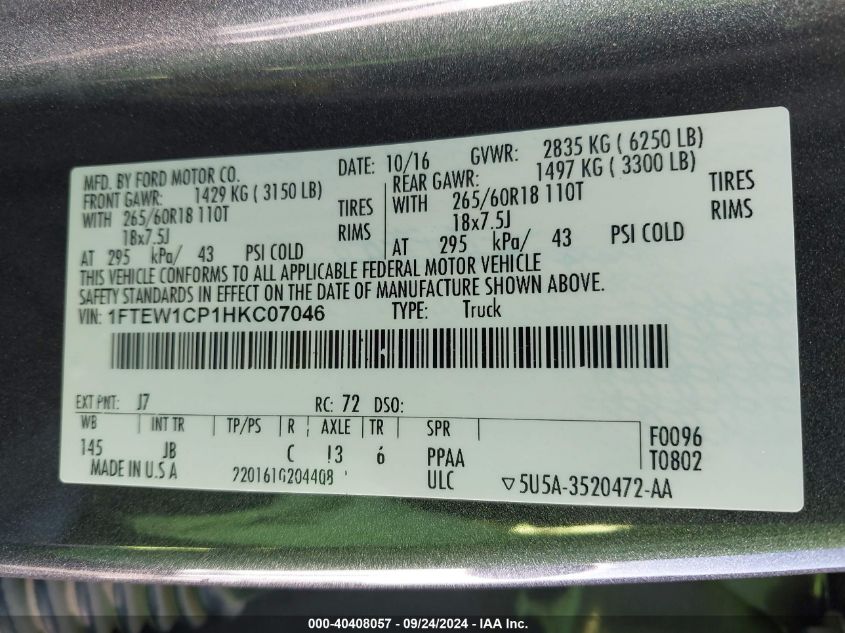 MFD. BY FORD MOTOR CO. DATE: 10/16 GVWR: 2835 KG ( 6250 LB)
FRONT GAWR: 1429 KG ( 3150 LB) REAR GAWR: 1497 KG ( 3300 LB)
WITH 265/60R18 110T TIRES WITH 265/60R18 110T TIRES
18x7.5J RIMS 18x7.5J RIMS
AT 295 kPa/ 43 PSI COLD AT 295 kPa/ 43 PSI COLD
THIS VEHICLE CONFORMS TO ALL APPLICABLE FEDERAL MOTOR VEHICLE
SAFETY STANDARDS IN EFFECT ON THE DATE OF MANUFACTURE SHOWN ABOVE.
VIN: 1FTEW1CP1HKC07046 TYPE: Truck
EXT PNT: J7 RC: 72 DSO:
WB INT TR TP/PS R AXLE TR SPR F0096
145 JB C 13 6 PPAA T0802
MADE IN U.S A 2201610204408 ULC ▽5U5A-3520472-AA
000-40408057 - 09/24/2024 - IAA Inc.